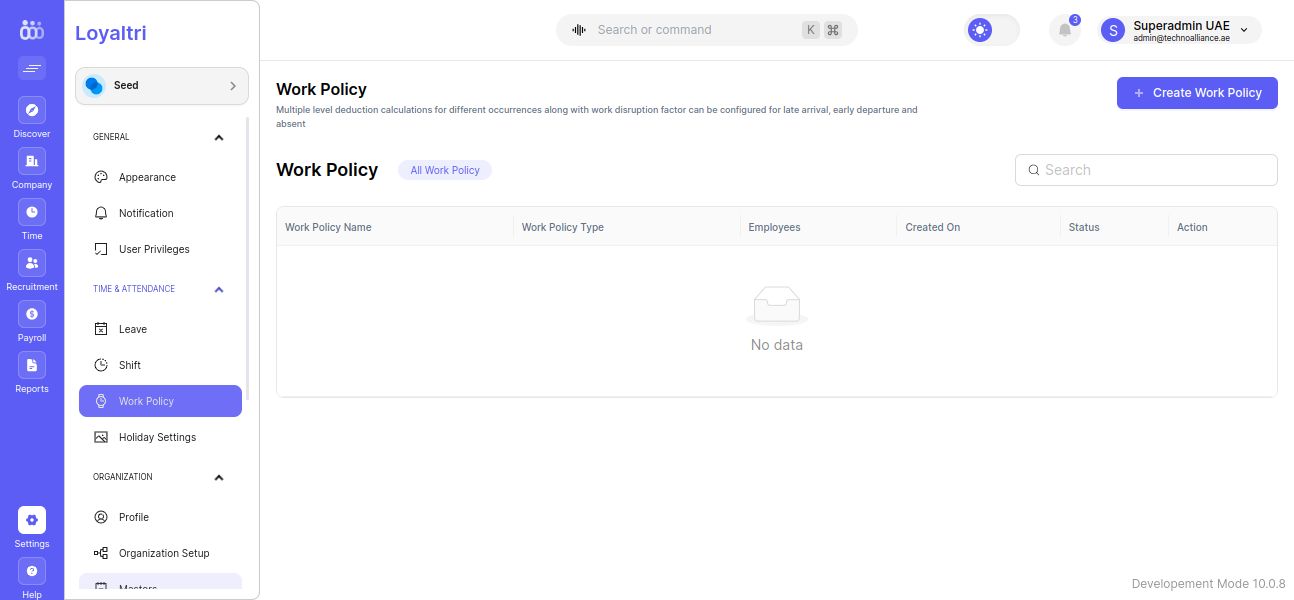 Discover
Company
Time
Recruitment
Payroll
Reports
Settings
Help
Loyaltri
Seed
GENERAL
Appearance
Notification
User Privileges
TIME & ATTENDANCE
Leave
Shift
Work Policy
Holiday Settings
ORGANIZATION
Profile
Organization Setup
Masters
Search or command
K ⌘
3
S
Superadmin UAE
admin@technoalliance.ae
Work Policy
Multiple level deduction calculations for different occurrences along with work disruption factor can be configured for late arrival, early departure and
absent
+ Create Work Policy
Work Policy
All Work Policy
Search
Work Policy Name
Work Policy Type
Employees
Created On
Status
Action
No data
Developement Mode 10.0.8